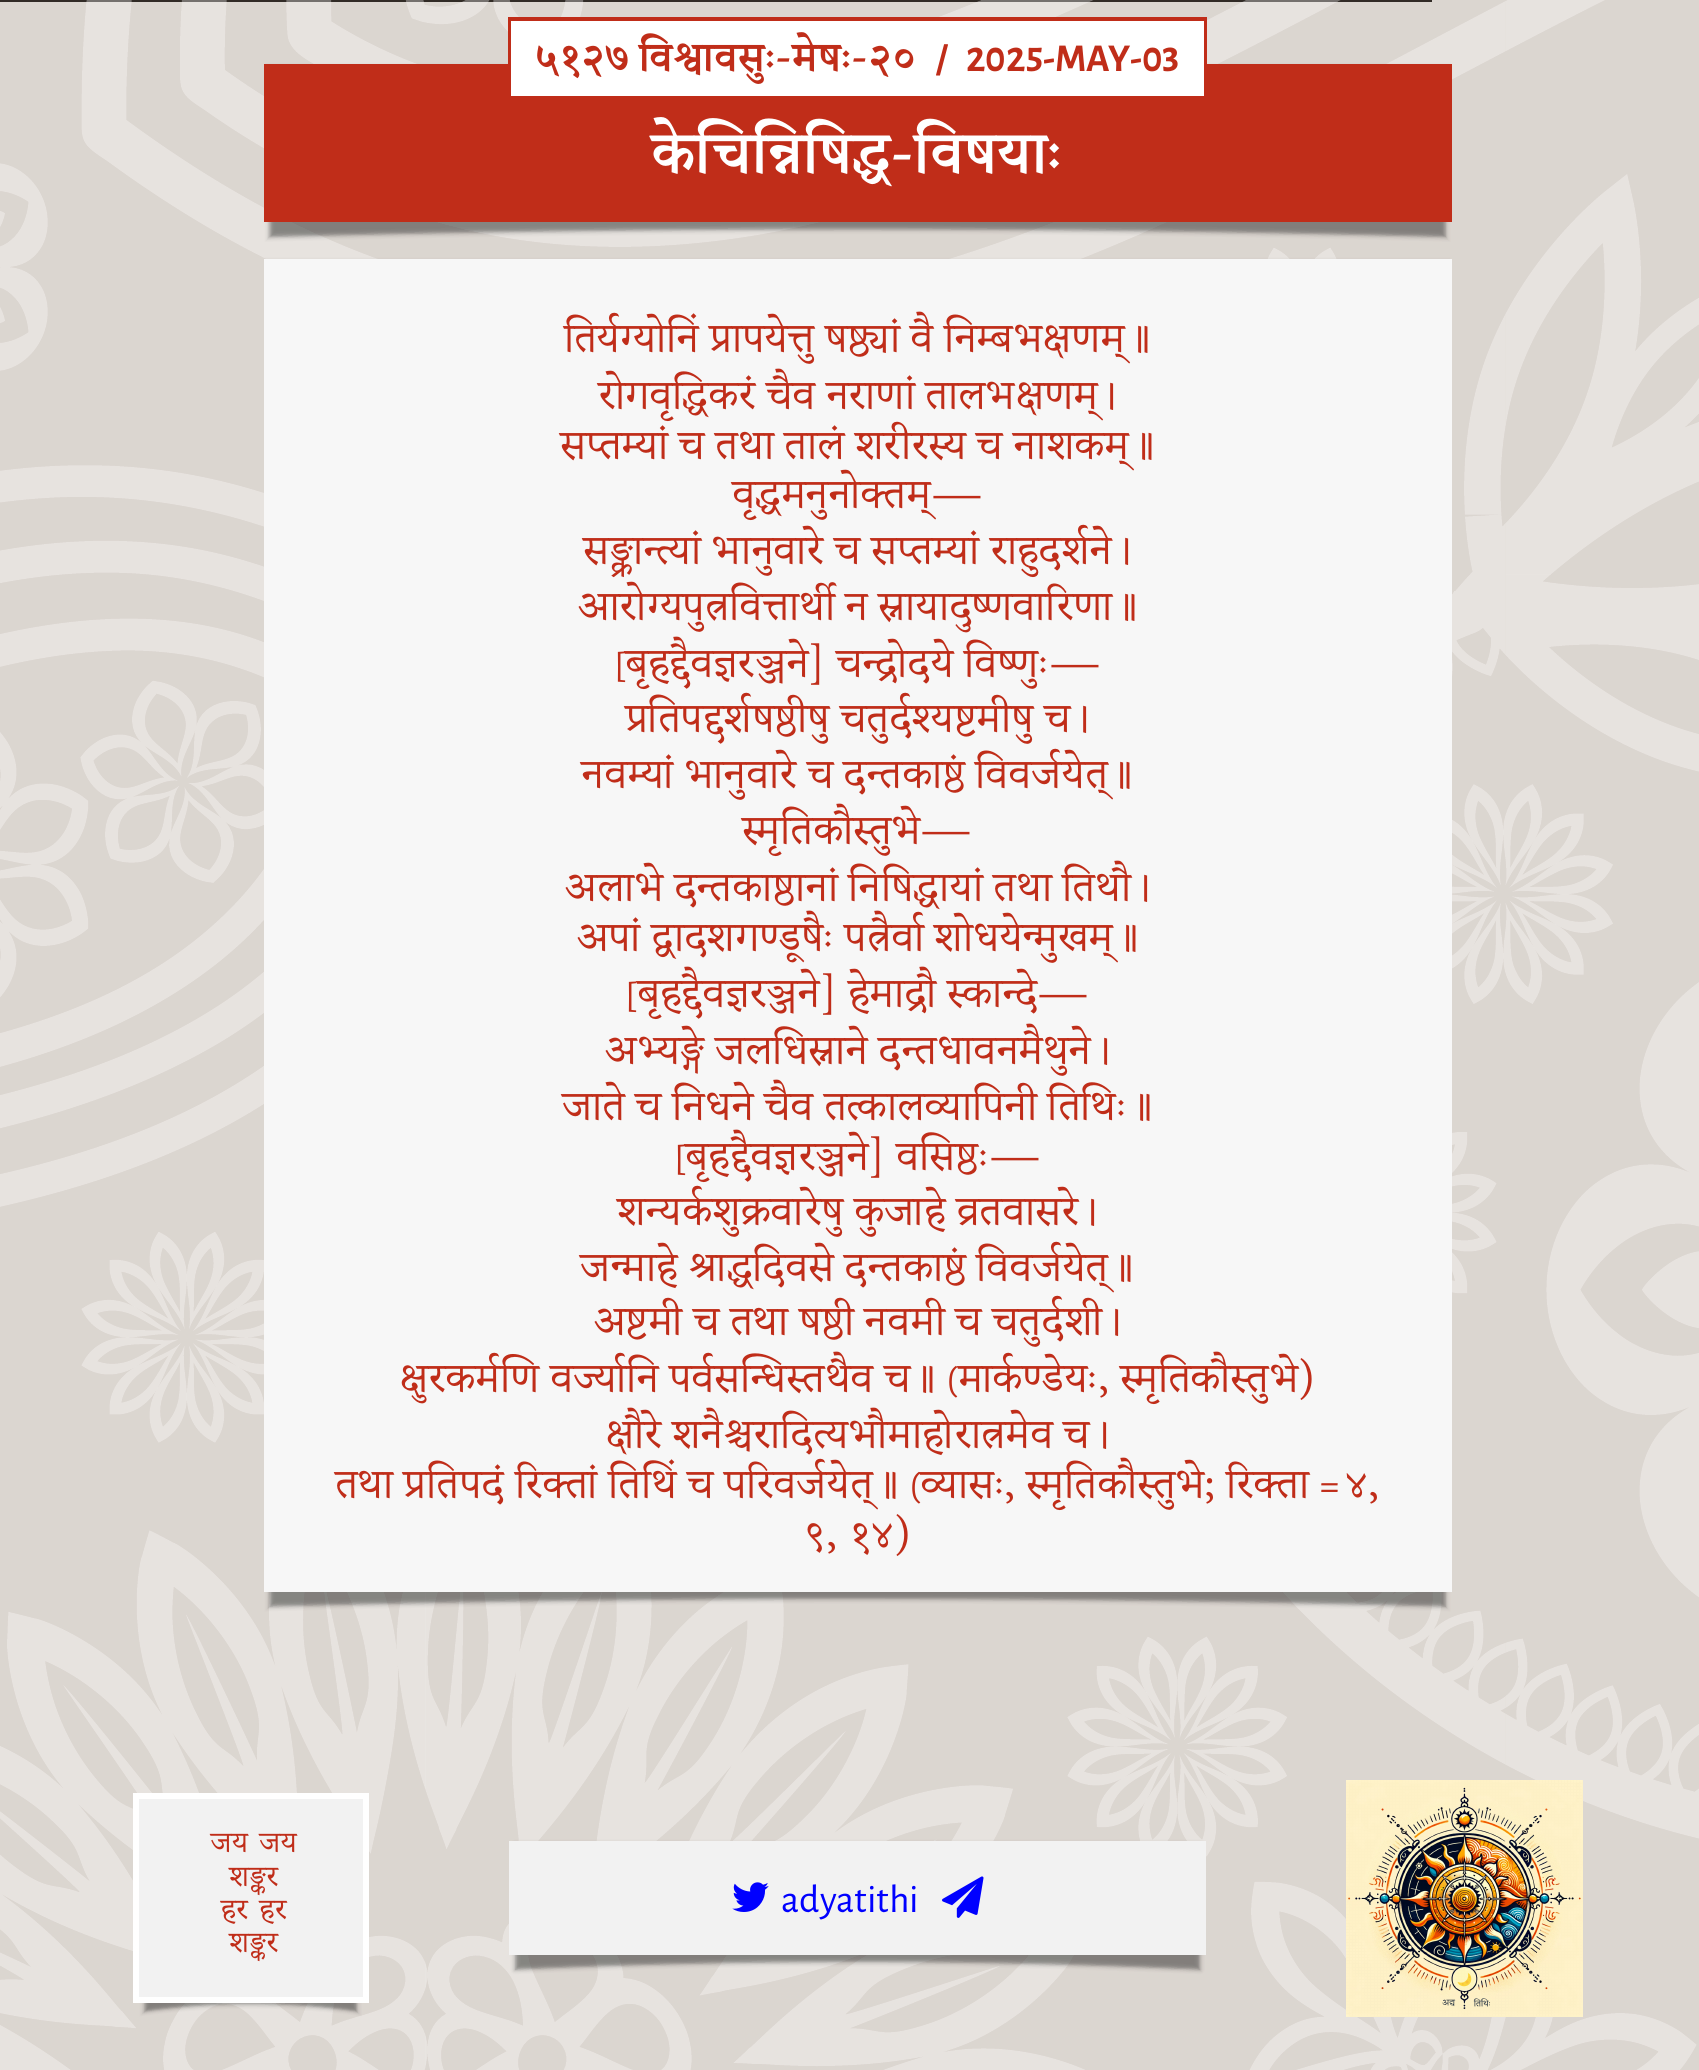 ५१२७ विश्वावसुः-मेषः-२० / 2025-MAY-03
केचिन्निषिद्ध-विषयाः
तिर्यग्योनिं प्रापयेत्तु षष्ठ्यां वै निम्बभक्षणम्॥
रोगवृद्धिकरं चैव नराणां तालभक्षणम्।
सप्तम्यां च तथा तालं शरीरस्य च नाशकम्॥
वृद्धमनुनोक्तम्—
सङ्क्रान्त्यां भानुवारे च सप्तम्यां राहुदर्शने।
आरोग्यपुत्रवित्तार्थी न स्नायादुष्णवारिणा॥
[बृहद्दैवज्ञरञ्जने] चन्द्रोदये विष्णुः—
प्रतिपद्दर्शषष्ठीषु चतुर्दश्यष्टमीषु च।
नवम्यां भानुवारे च दन्तकाष्ठं विवर्जयेत्॥
स्मृतिकौस्तुभे—
अलाभे दन्तकाष्ठानां निषिद्धायां तथा तिथौ।
अपां द्वादशगण्डूषैः पत्रैर्वा शोधयेन्मुखम्॥
[बृहद्दैवज्ञरञ्जने] हेमाद्रौ स्कान्दे—
अभ्यङ्गे जलधिस्नाने दन्तधावनमैथुने।
जाते च निधने चैव तत्कालव्यापिनी तिथिः॥
[बृहद्दैवज्ञरञ्जने] वसिष्ठः—
शन्यर्कशुक्रवारेषु कुजाहे व्रतवासरे।
जन्माहे श्राद्धदिवसे दन्तकाष्ठं विवर्जयेत्॥
अष्टमी च तथा षष्ठी नवमी च चतुर्दशी।
क्षुरकर्मणि वर्ज्यानि पर्वसन्धिस्तथैव च॥ (मार्कण्डेयः, स्मृतिकौस्तुभे)
क्षौरे शनैश्चरादित्यभौमाहोरात्रमेव च।
तथा प्रतिपदं रिक्तां तिथिं च परिवर्जयेत्॥ (व्यासः, स्मृतिकौस्तुभे; रिक्ता = ४,
९, १४)
जय जय
शङ्कर
हर हर
शङ्कर
adyatithi
अद्य तिथिः